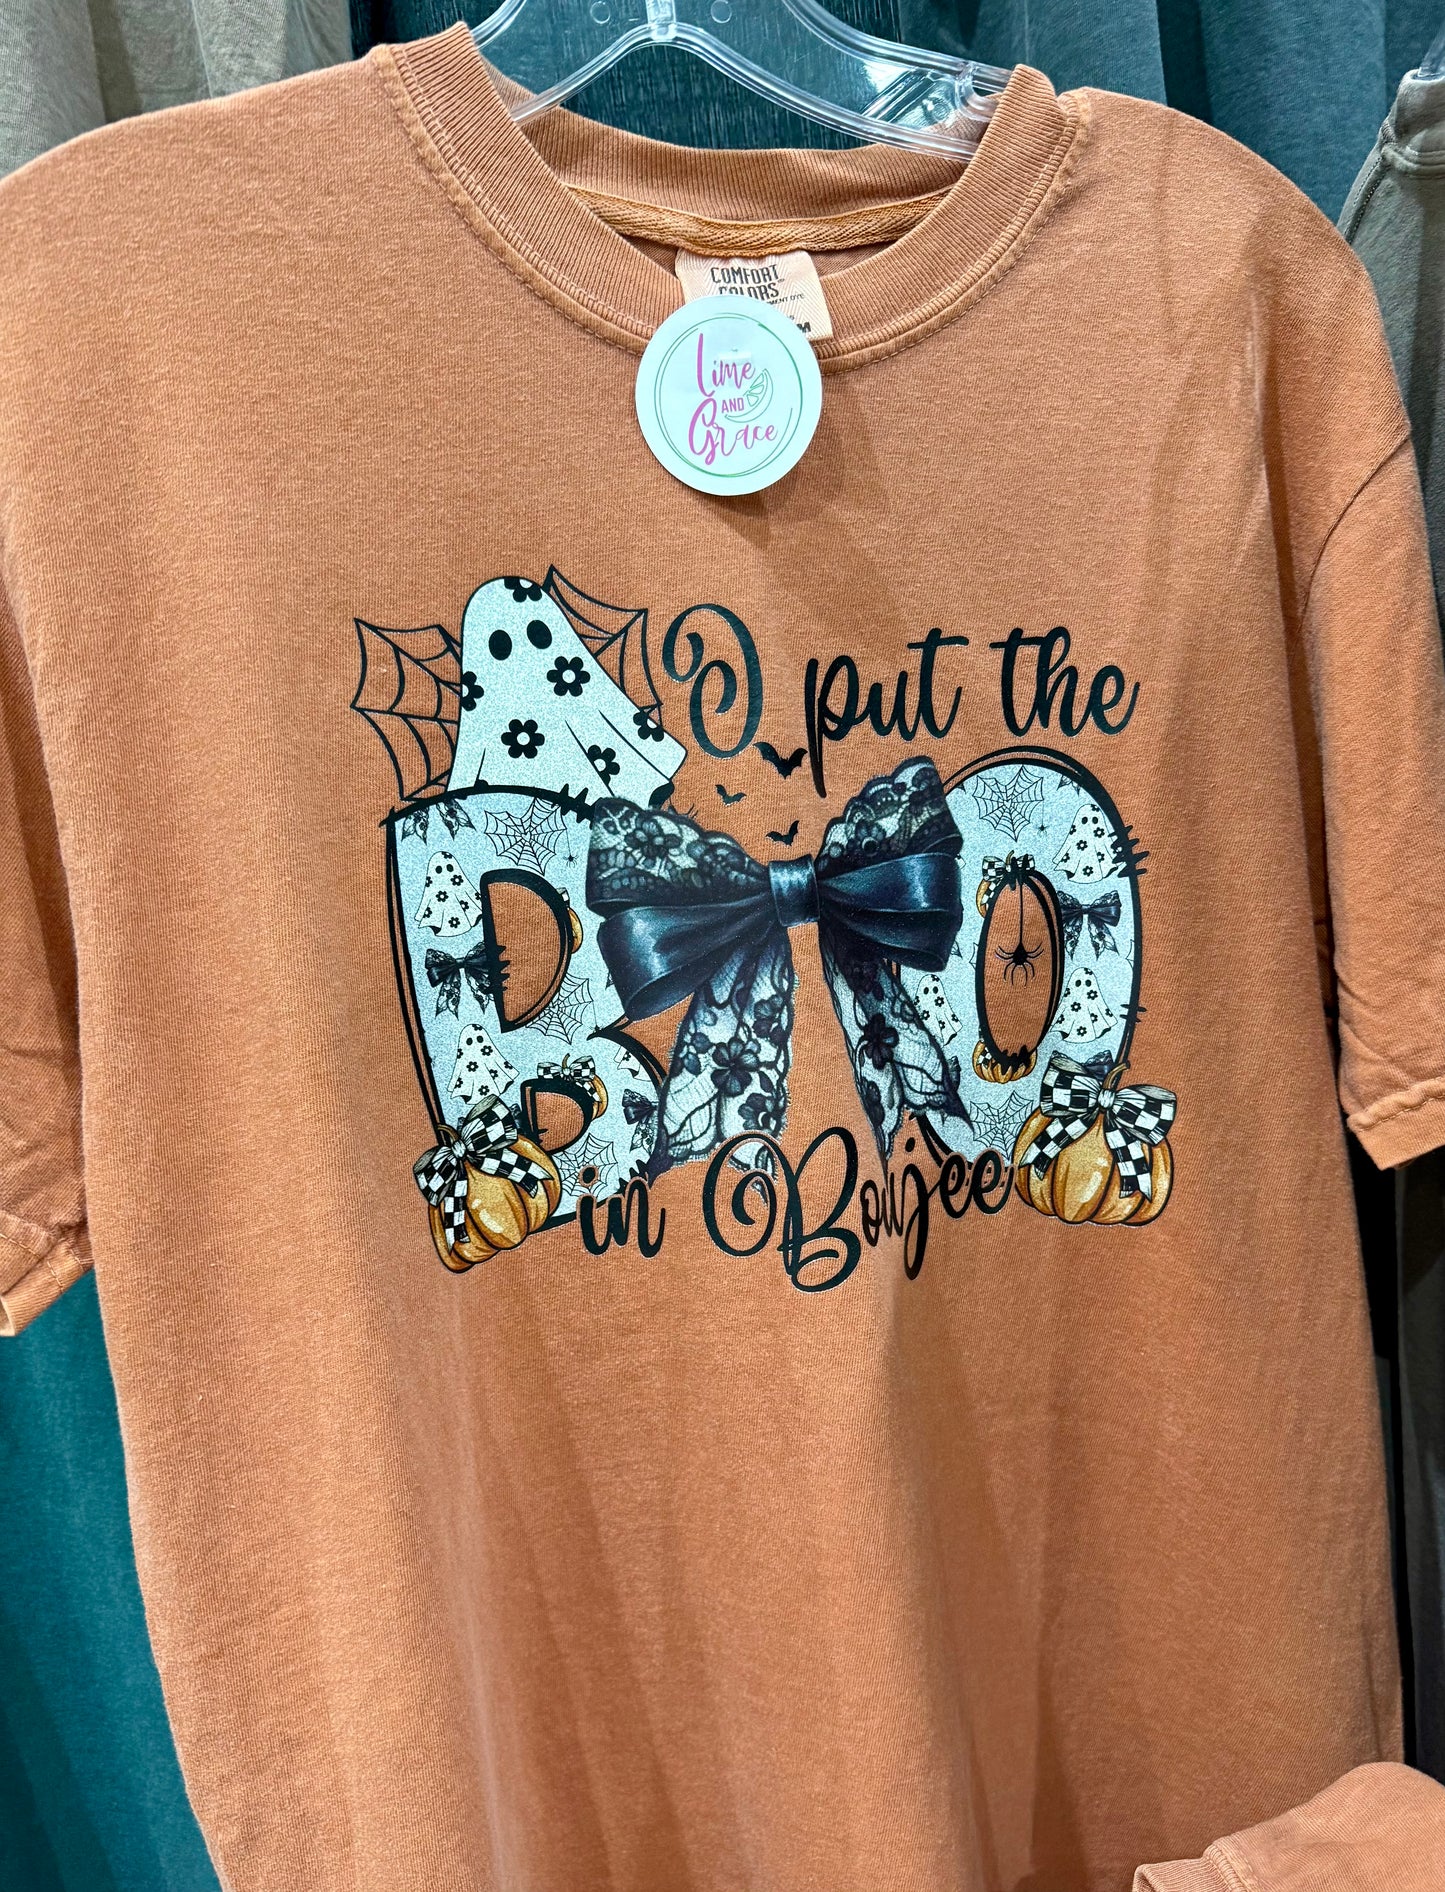 COMFORT
COLORS
M
Lime
AND
Grace
I put the
BOO
in Boujee